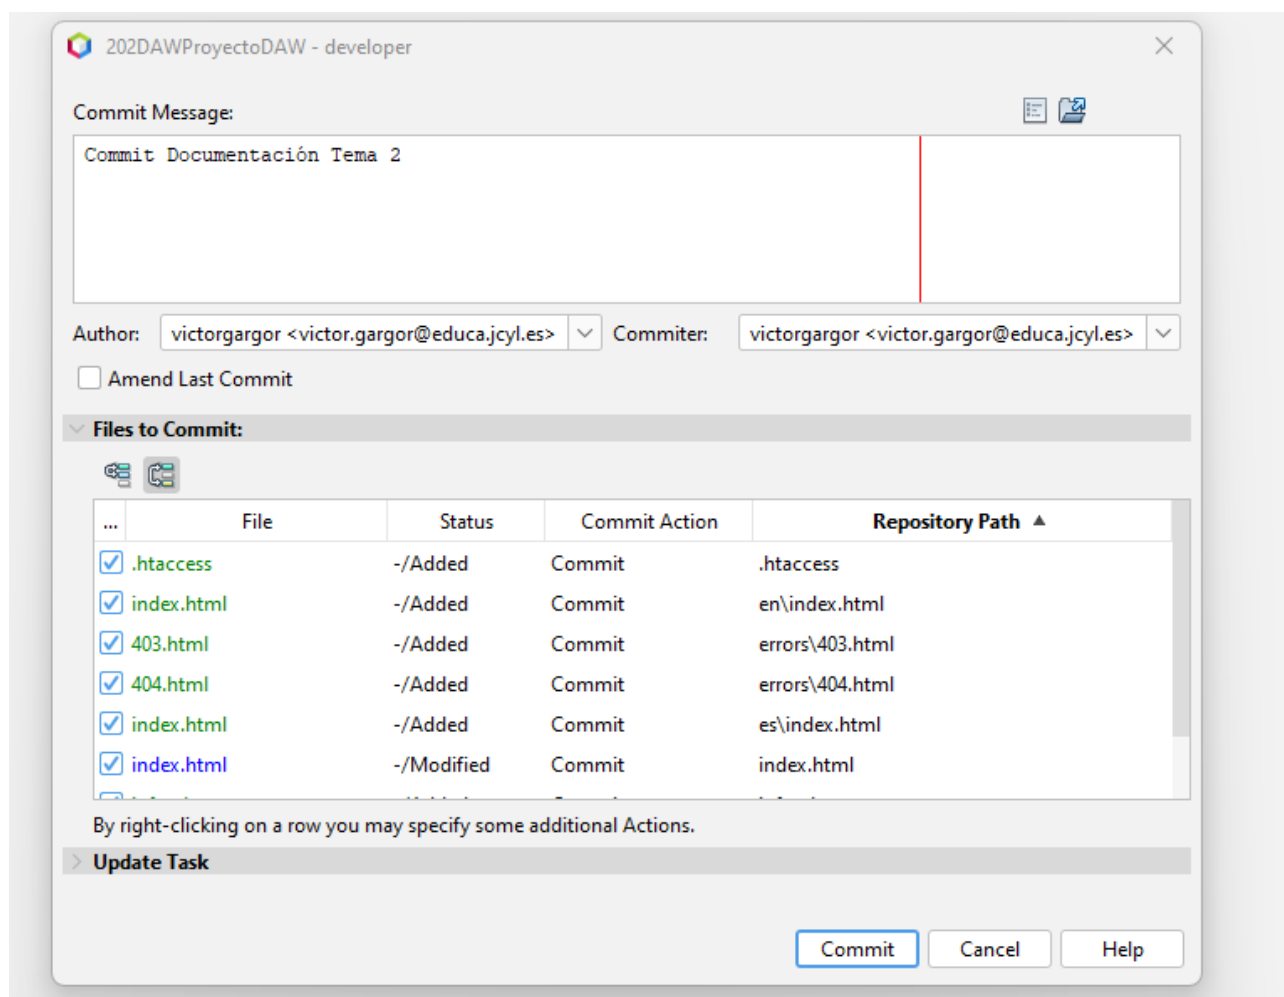 202DAWProyectoDAW - developer
Commit Message:
Commit Documentación Tema 2
Author: victorgargor <victor.gargor@educa.jcyl.es> Commiter: victorgargor <victor.gargor@educa.jcyl.es>
Amend Last Commit
Files to Commit:
... File Status Commit Action Repository Path
.htaccess -/Added Commit .htaccess
index.html -/Added Commit en\index.html
403.html -/Added Commit errors\403.html
404.html -/Added Commit errors\404.html
index.html -/Added Commit es\index.html
index.html -/Modified Commit index.html
By right-clicking on a row you may specify some additional Actions.
Update Task
Commit Cancel Help